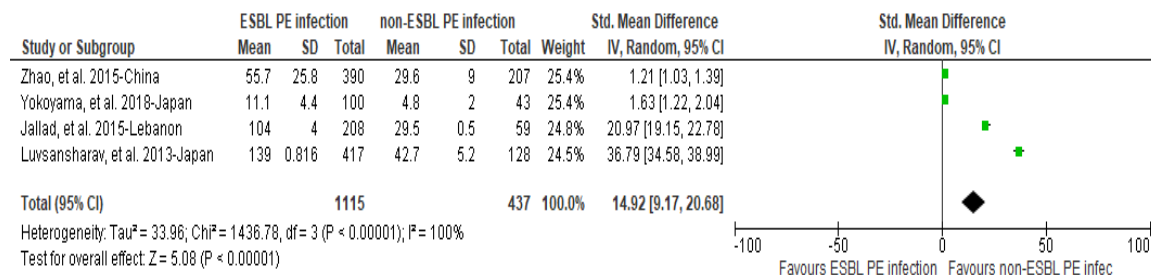 ESBL PE infection non-ESBL PE infection Std. Mean Difference Std. Mean Difference
Study or Subgroup Mean SD Total Mean SD Total Weight IV, Random, 95% CI IV, Random, 95% CI
Zhao, et al. 2015-China 55.7 25.8 390 29.6 9 207 25.4% 1.21 [1.03, 1.39]
Yokoyama, et al. 2018-Japan 11.1 4.4 100 4.8 2 43 25.4% 1.63 [1.22, 2.04]
Jallad, et al. 2015-Lebanon 104 4 208 29.5 0.5 59 24.8% 20.97 [19.15, 22.78]
Luvsansharav, et al. 2013-Japan 139 0.816 417 42.7 5.2 128 24.5% 36.79 [34.58, 38.99]
Total (95% CI) 1115 437 100.0% 14.92 [9.17, 20.68]
Heterogeneity: Tau² = 33.96; Chi² = 1436.78, df = 3 (P < 0.00001); I² = 100%
Test for overall effect: Z = 5.08 (P < 0.00001)
-100 -50 0 50 100
Favours ESBL PE infection Favours non-ESBL PE infec